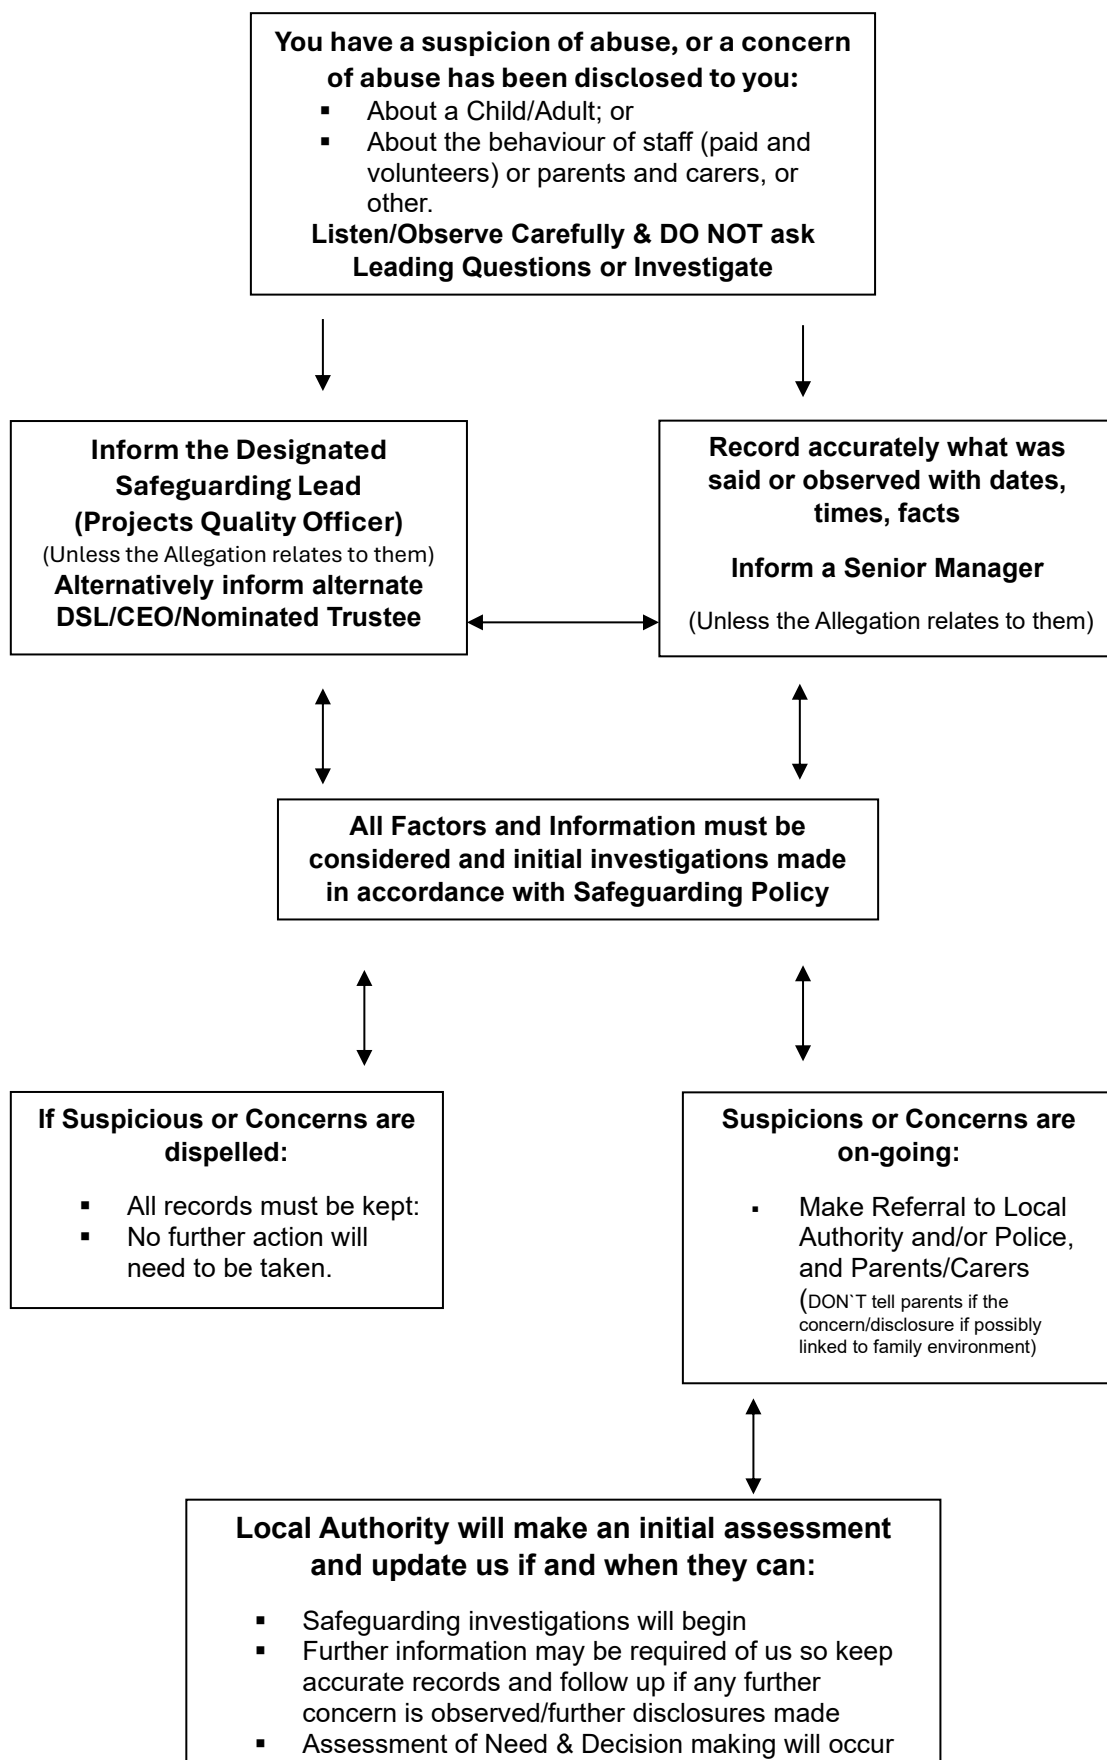 You have a suspicion of abuse, or a concern
of abuse has been disclosed to you:
▪ About a Child/Adult; or
▪ About the behaviour of staff (paid and
volunteers) or parents and carers, or
other.
Listen/Observe Carefully & DO NOT ask
Leading Questions or Investigate
Inform the Designated
Safeguarding Lead
(Projects Quality Officer)
(Unless the Allegation relates to them)
Alternatively inform alternate
DSL/CEO/Nominated Trustee
Record accurately what was
said or observed with dates,
times, facts
Inform a Senior Manager
(Unless the Allegation relates to them)
All Factors and Information must be
considered and initial investigations made
in accordance with Safeguarding Policy
If Suspicious or Concerns are
dispelled:
▪ All records must be kept:
▪ No further action will
need to be taken.
Suspicions or Concerns are
on-going:
▪ Make Referral to Local
Authority and/or Police,
and Parents/Carers
(DON`T tell parents if the
concern/disclosure if possibly
linked to family environment)
Local Authority will make an initial assessment
and update us if and when they can:
▪ Safeguarding investigations will begin
▪ Further information may be required of us so keep
accurate records and follow up if any further
concern is observed/further disclosures made
▪ Assessment of Need & Decision making will occur